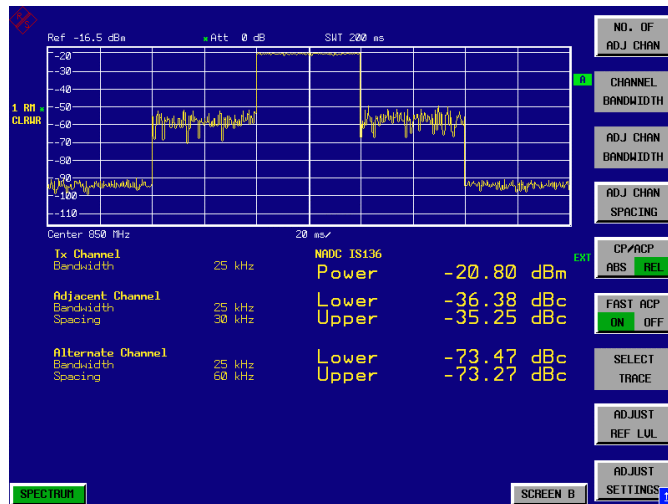 Ref -16.5 dBm * Att 0 dB SWT 200 ms
-20
-30
-40
-50
-60
-70
-80
-90
-100
-110
A
1 RM *
CLRWR
Center 850 MHz 20 ms/
Tx Channel
Bandwidth 25 kHz
NADC IS136
Power -20.80 dBm
EXT
Adjacent Channel
Bandwidth 25 kHz
Spacing 30 kHz
Lower -36.38 dBc
Upper -35.25 dBc
Alternate Channel
Bandwidth 25 kHz
Spacing 60 kHz
Lower -73.47 dBc
Upper -73.27 dBc
NO. OF
ADJ CHAN
CHANNEL
BANDWIDTH
ADJ CHAN
BANDWIDTH
ADJ CHAN
SPACING
CP/ACP
ABS REL
FAST ACP
ON OFF
SELECT
TRACE
ADJUST
REF LVL
ADJUST
SETTINGS
SPECTRUM
SCREEN B